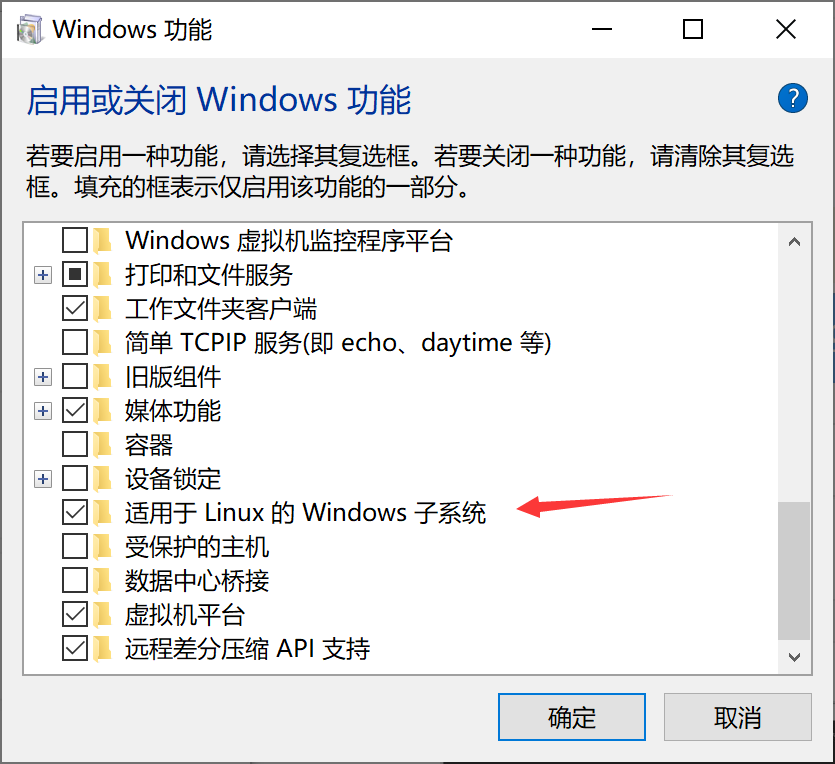 Windows 功能
启用或关闭 Windows 功能
?
若要启用一种功能，请选择其复选框。若要关闭一种功能，请清除其复选
框。填充的框表示仅启用该功能的一部分。
Windows 虚拟机监控程序平台
打印和文件服务
工作文件夹客户端
简单 TCPIP 服务(即 echo、daytime 等)
旧版组件
媒体功能
容器
设备锁定
适用于 Linux 的 Windows 子系统
受保护的主机
数据中心桥接
虚拟机平台
远程差分压缩 API 支持
确定 取消